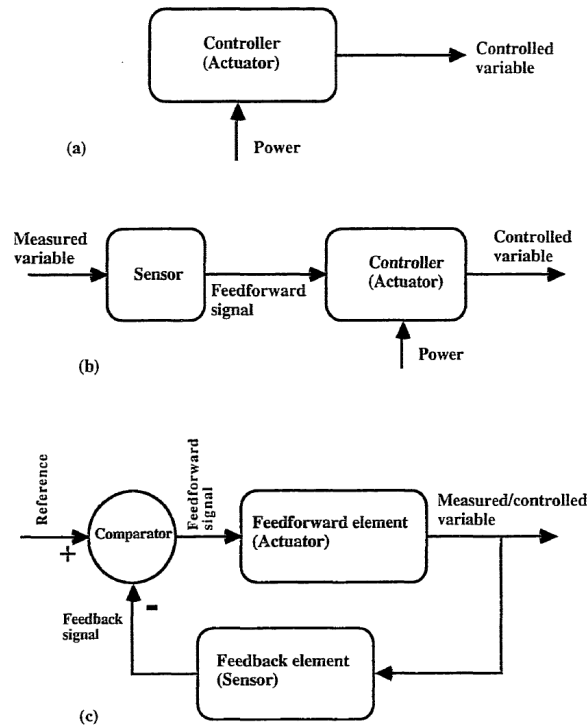 Controller
(Actuator)
Controlled
variable
Power
(a)
Measured
variable
Sensor
Feedforward
signal
Controller
(Actuator)
Controlled
variable
Power
(b)
Reference
+
Comparator
Feedforward
signal
Feedforward element
(Actuator)
Measured/controlled
variable
-
Feedback
signal
Feedback element
(Sensor)
(c)